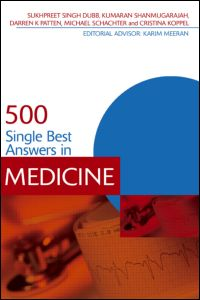 SUKHPREET SINGH DUBB, KUMARAN SHANMUGARAJAH,
DARREN K PATTEN, MICHAEL SCHACHTER and CRISTINA KOPPEL
EDITORIAL ADVISOR: KARIM MEERAN
500
Single Best
Answers in
MEDICINE